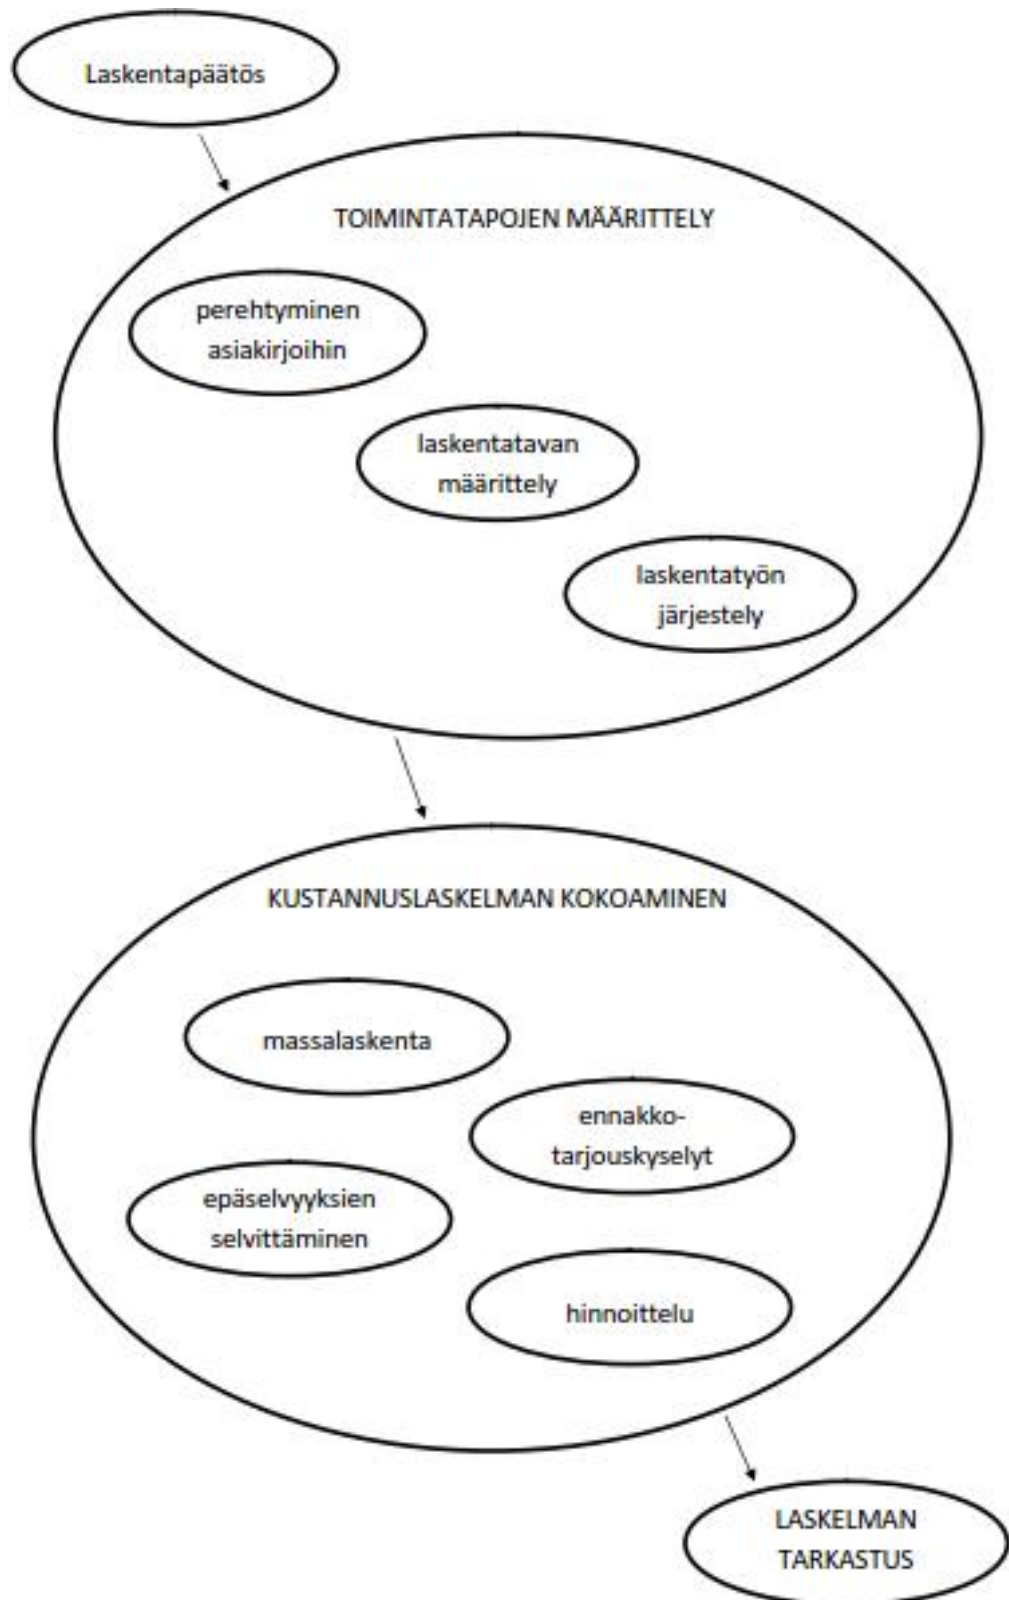 Laskentapäätös
TOIMINTATAPOJEN MÄÄRITTELY
perehtyminen
asiakirjoihin
laskentatavan
määrittely
laskentatyön
järjestely
KUSTANNUSLASKELMAN KOKOAMINEN
massalaskenta
ennakko-
tarjouskyselyt
epäselvyyksien
selvittäminen
hinnoittelu
LASKELMAN
TARKASTUS